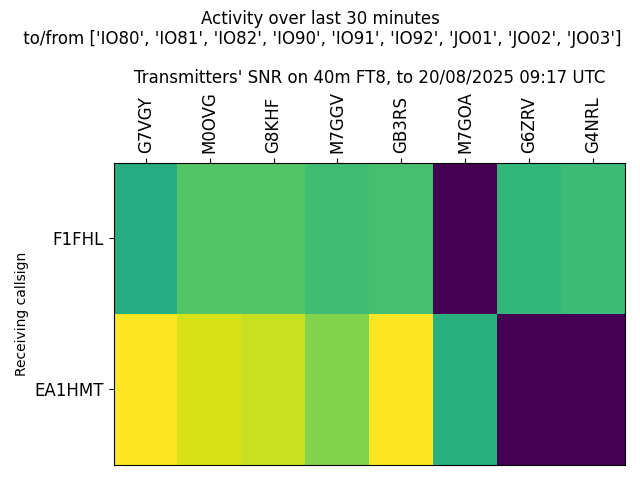 Activity over last 30 minutes
to/from ['IO80', 'IO81', 'IO82', 'IO90', 'IO91', 'IO92', 'JO01', 'JO02', 'JO03']
Transmitters' SNR on 40m FT8, to 20/08/2025 09:17 UTC
G7VGY
M0OVG
G8KHF
M7GGV
GB3RS
M7GOA
G6ZRV
G4NRL
Receiving callsign
F1FHL
EA1HMT